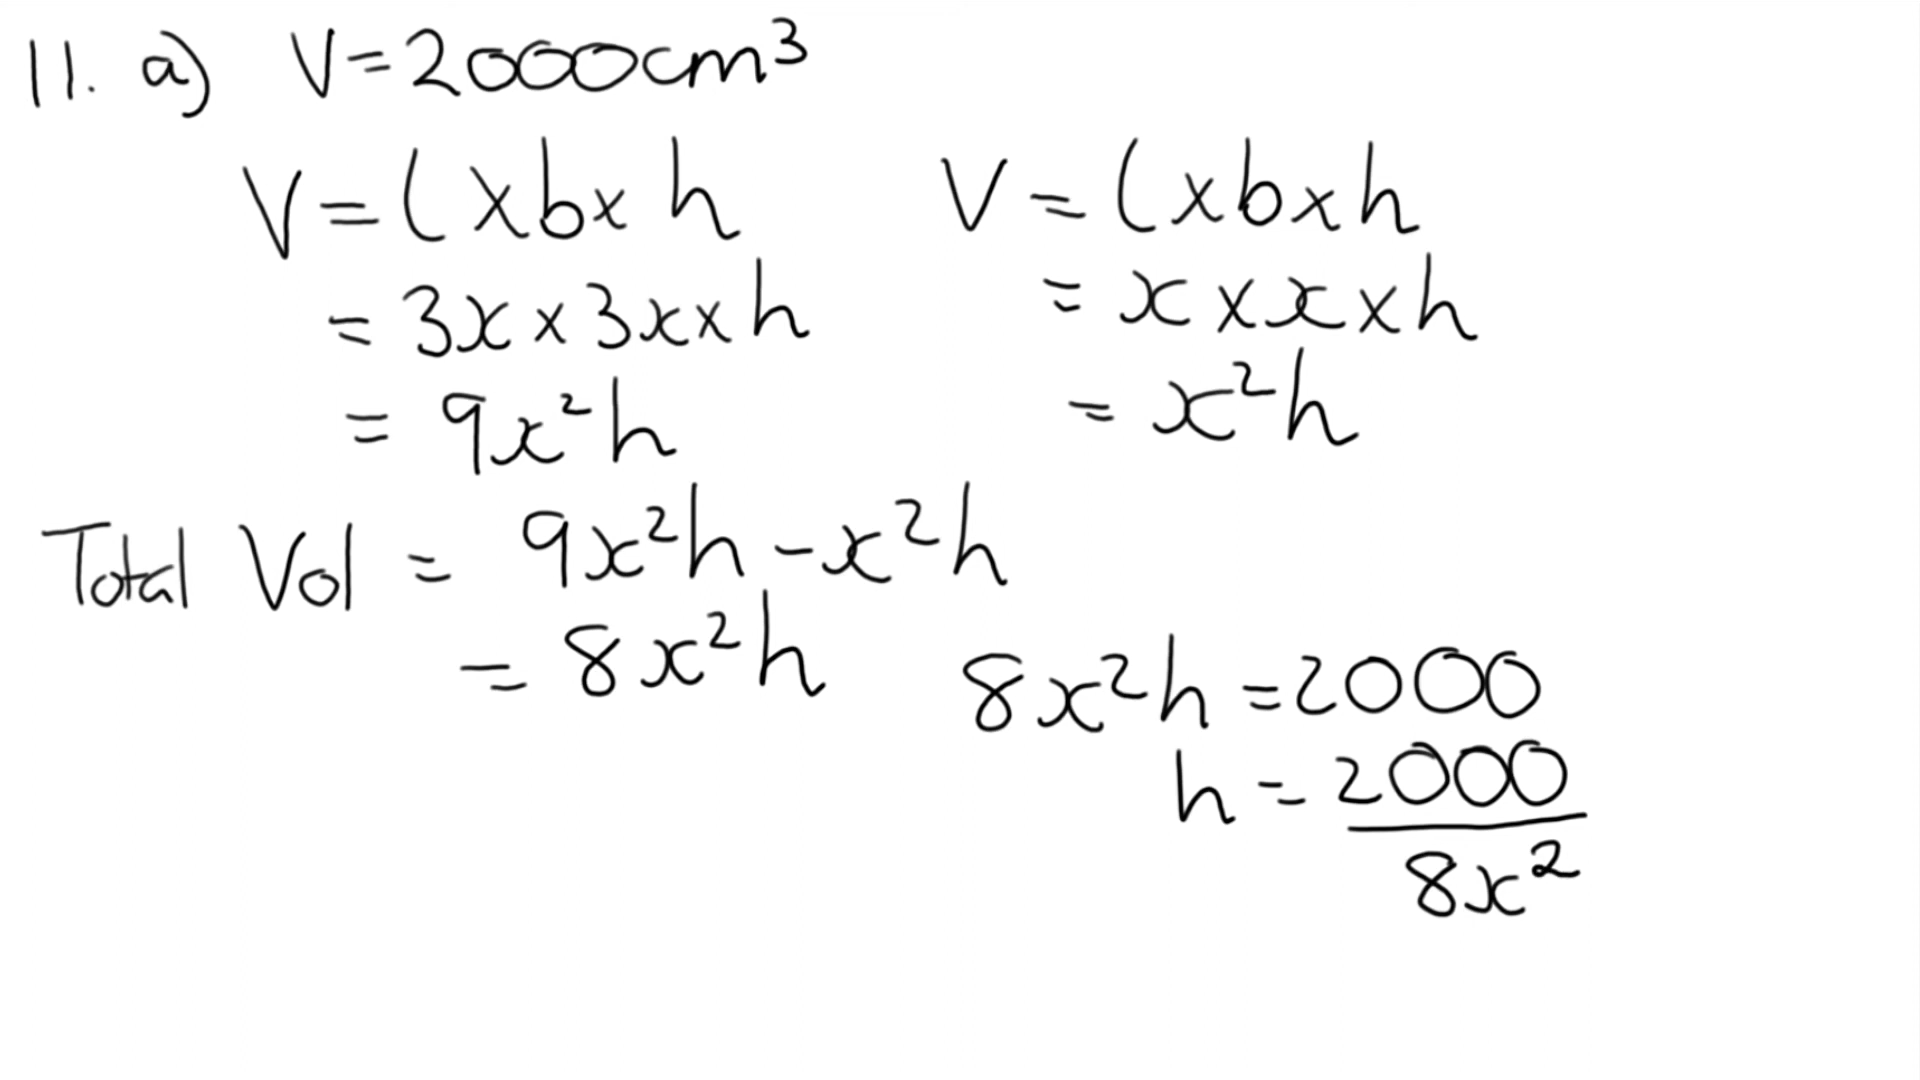 11. a) V=2000cm³
V=l×b×h
=3x×3x×h
=9x²h
V=l×b×h
=x×x×h
=x²h
Total Vol = 9x²h-x²h
=8x²h
8x²h=2000
h=2000
8x²